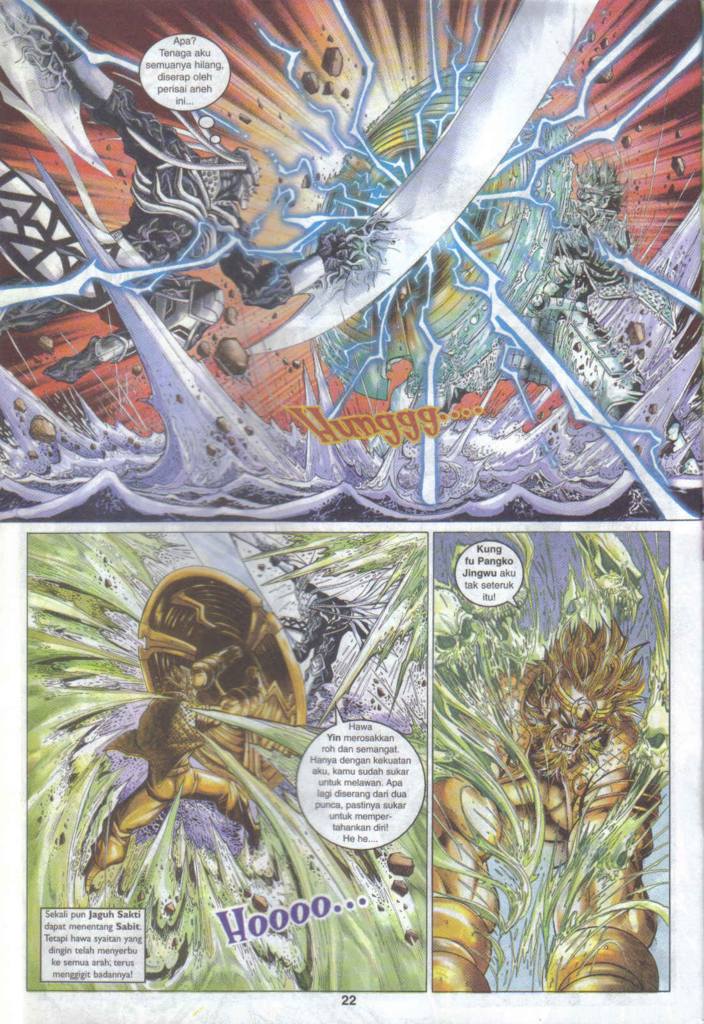 Apa?
Tenaga aku
semuanya hilang,
diserap oleh
perisai aneh
ini...
Hunggg....
Hawa
Yin merosakkan
roh dan semangat.
Hanya dengan kekuatan
aku, kamu sudah sukar
untuk melawan. Apa
lagi diserang dari dua
punca, pastinya sukar
untuk memper-
tahankan diri!
He he....
Hoooo...
Sekali pun Jaguh Sakti
dapat menentang Sabit.
Tetapi hawa syaitan yang
dingin telah menyerbu
ke semua arah, terus
menggigit badannya!
Kung
fu Pangko
Jingwu aku
tak seteruk
itu!
22